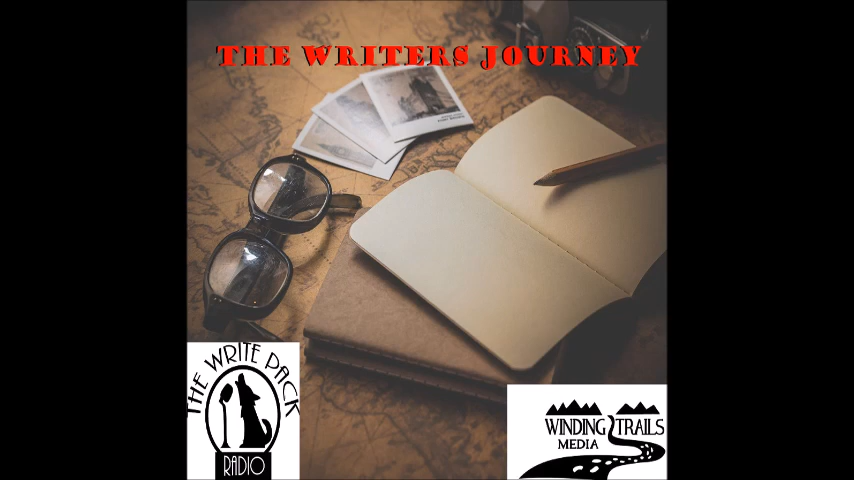 THE WRITERS JOURNEY
THE WRITE PACK
RADIO
WINDING TRAILS
MEDIA